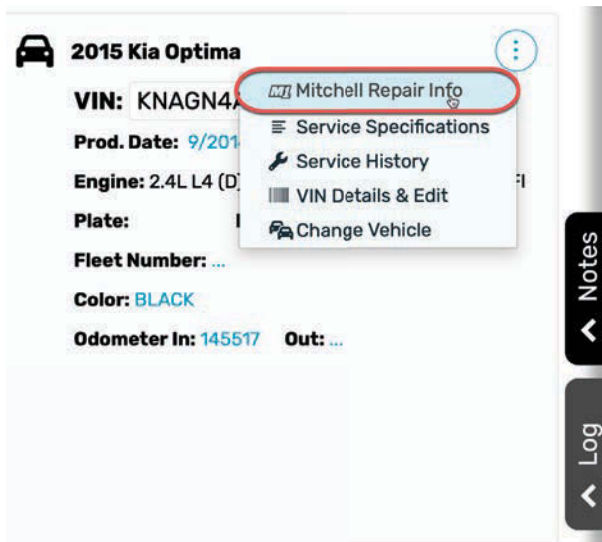 2015 Kia Optima
VIN: KNAGN4
Mitchell Repair Info
Prod. Date: 9/201
Service Specifications
Service History
Engine: 2.4L L4 (D) FI
VIN Details & Edit
Plate:
Change Vehicle
Fleet Number: ...
Color: BLACK
Odometer In: 145517 Out: ...
Notes
Log